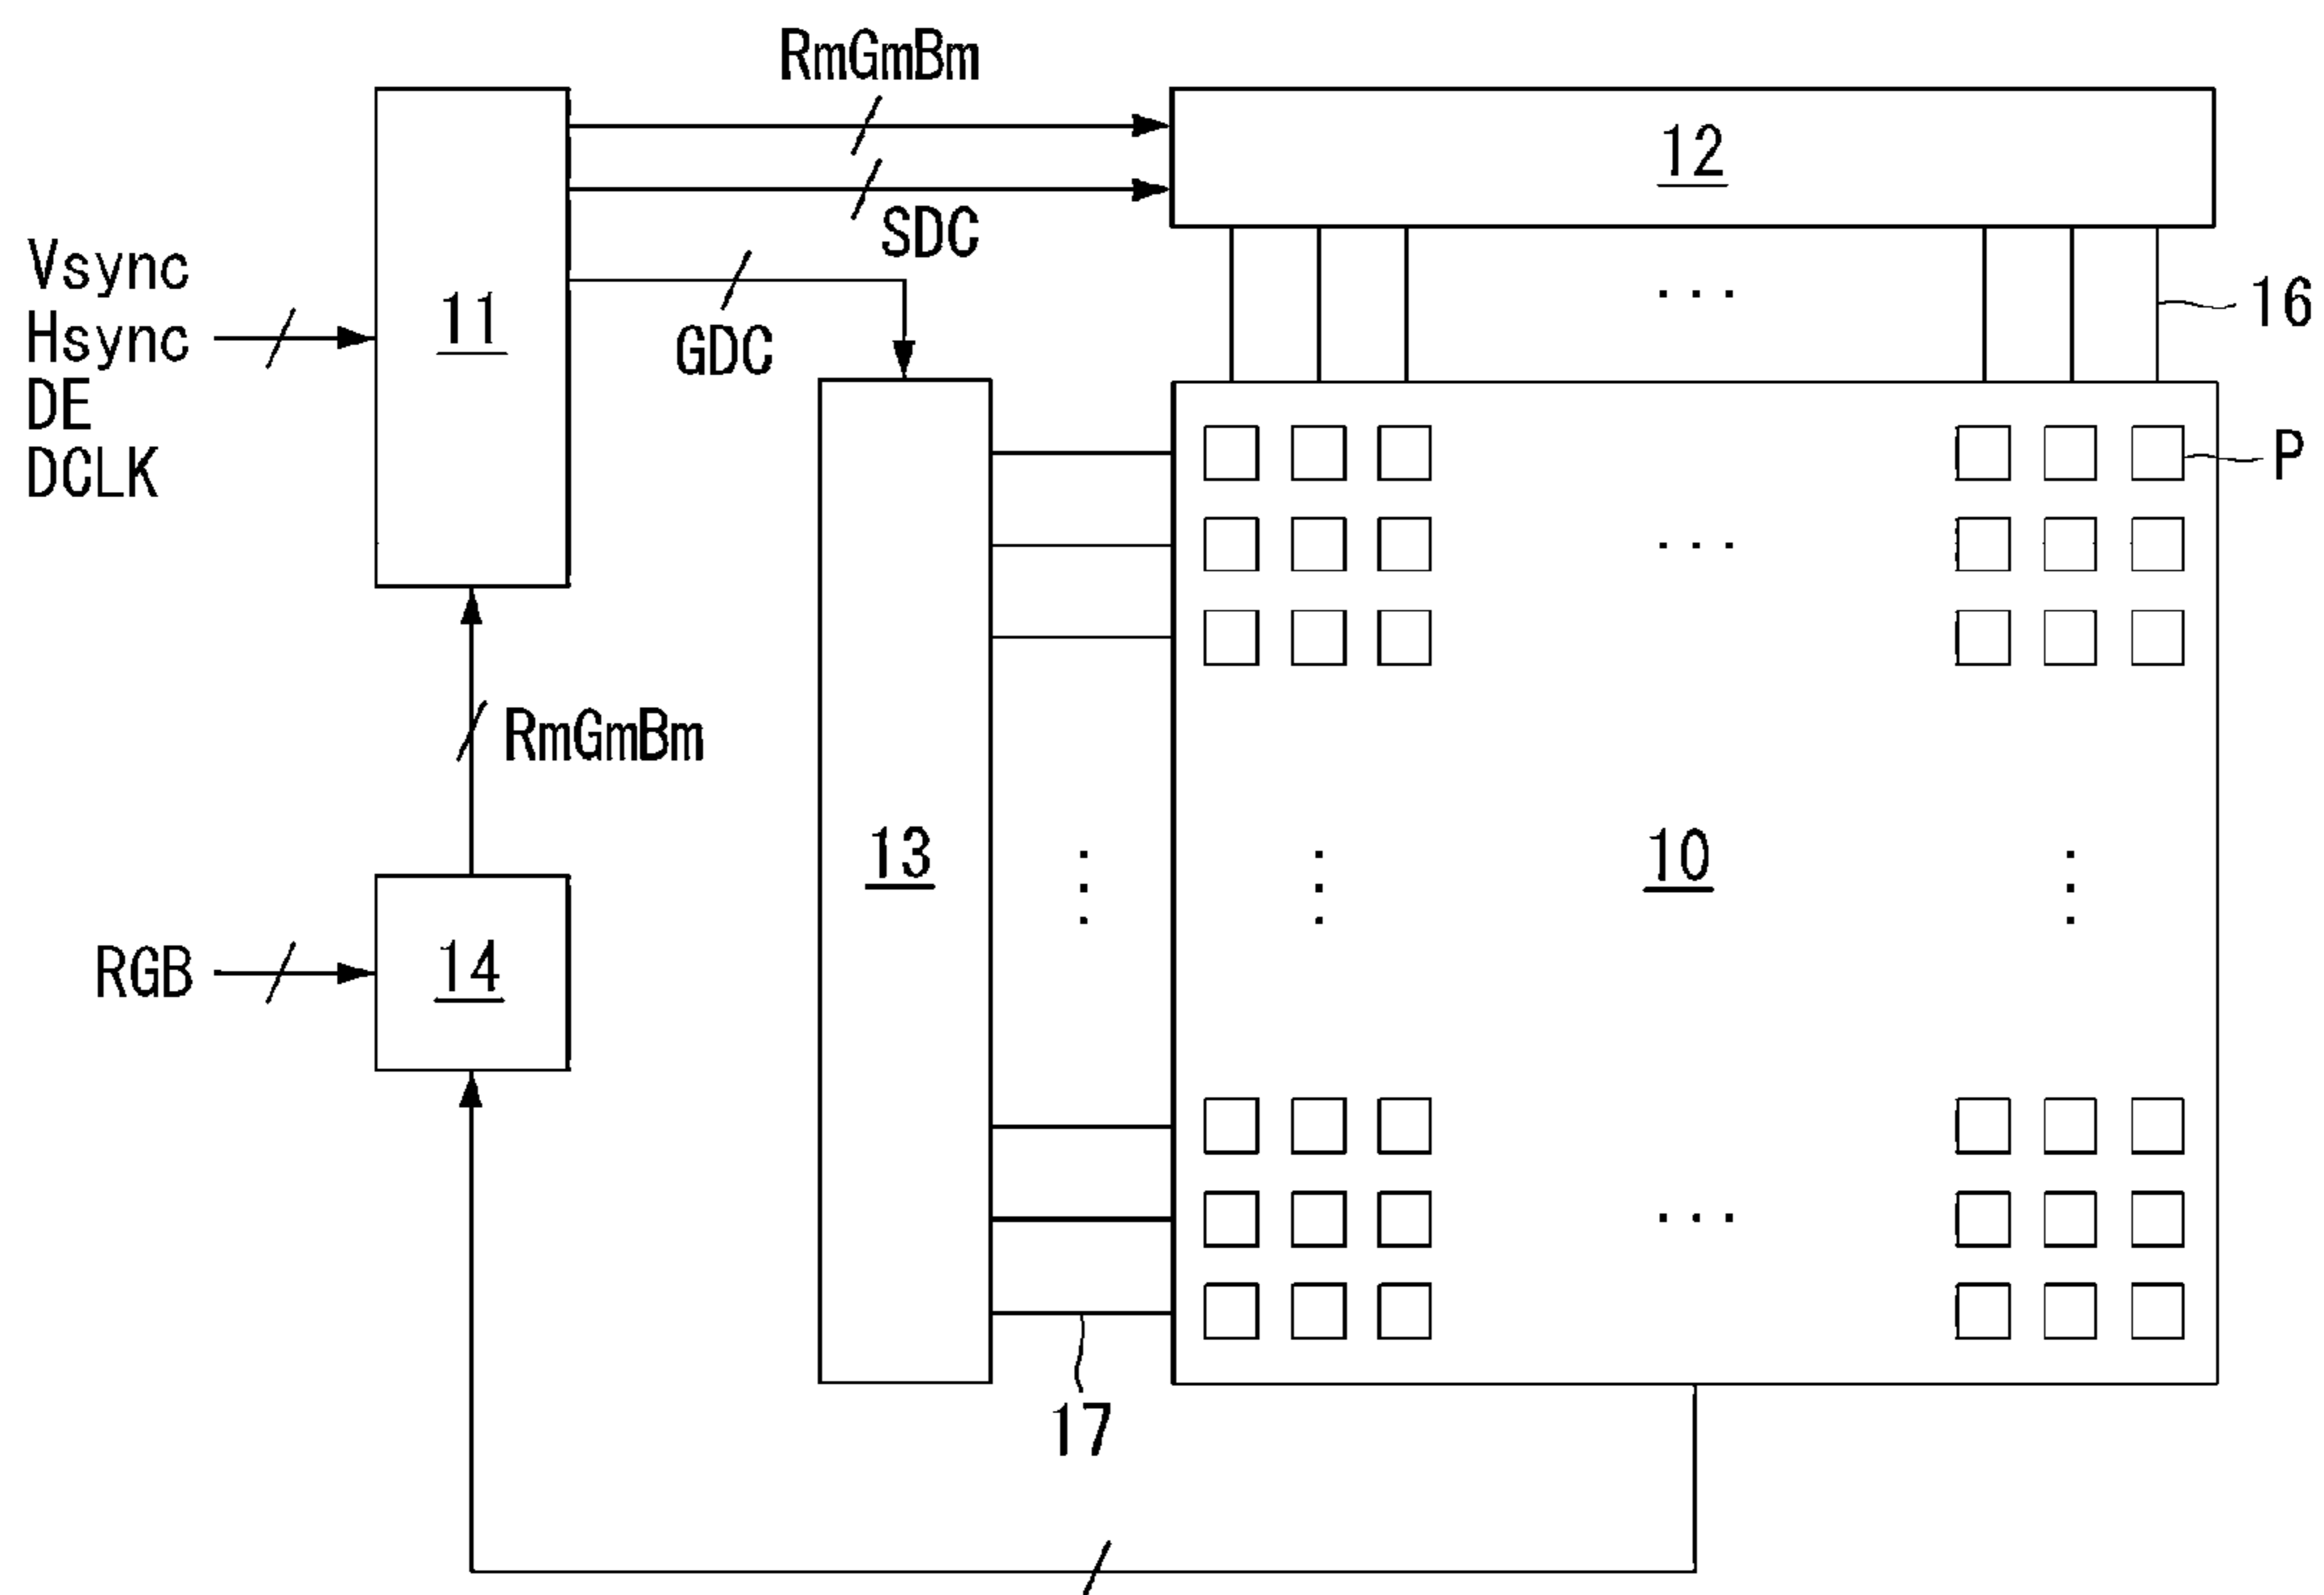 RmGmBm
12
SDC
Vsync
Hsync
DE
DCLK
11
GDC
16
P
RmGmBm
13
10
RGB
14
17